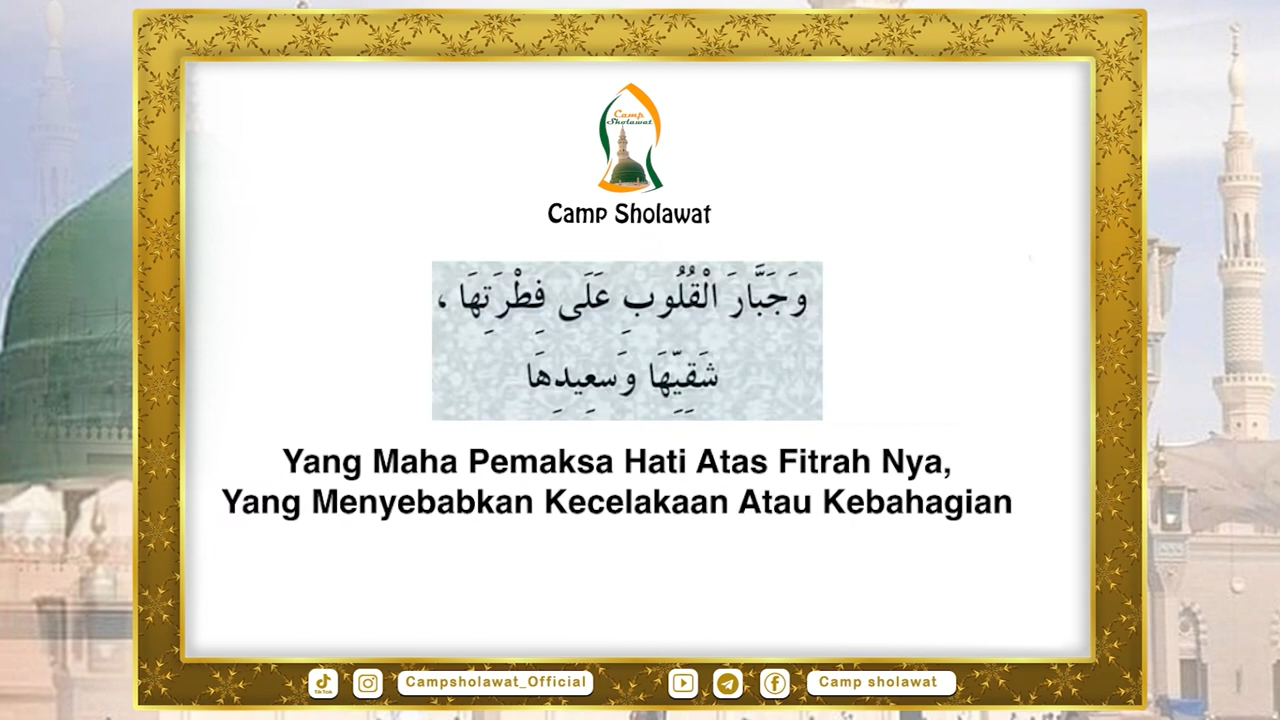 Camp
Sholawat
Camp Sholawat
وَجَبَّارَ الْقُلُوبِ عَلَى فِطْرَتِهَا ،
شَقِيِّهَا وَسَعِيدِهَا
Yang Maha Pemaksa Hati Atas Fitrah Nya,
Yang Menyebabkan Kecelakaan Atau Kebahagian
TikTok
Campsholawat_Official
Camp sholawat